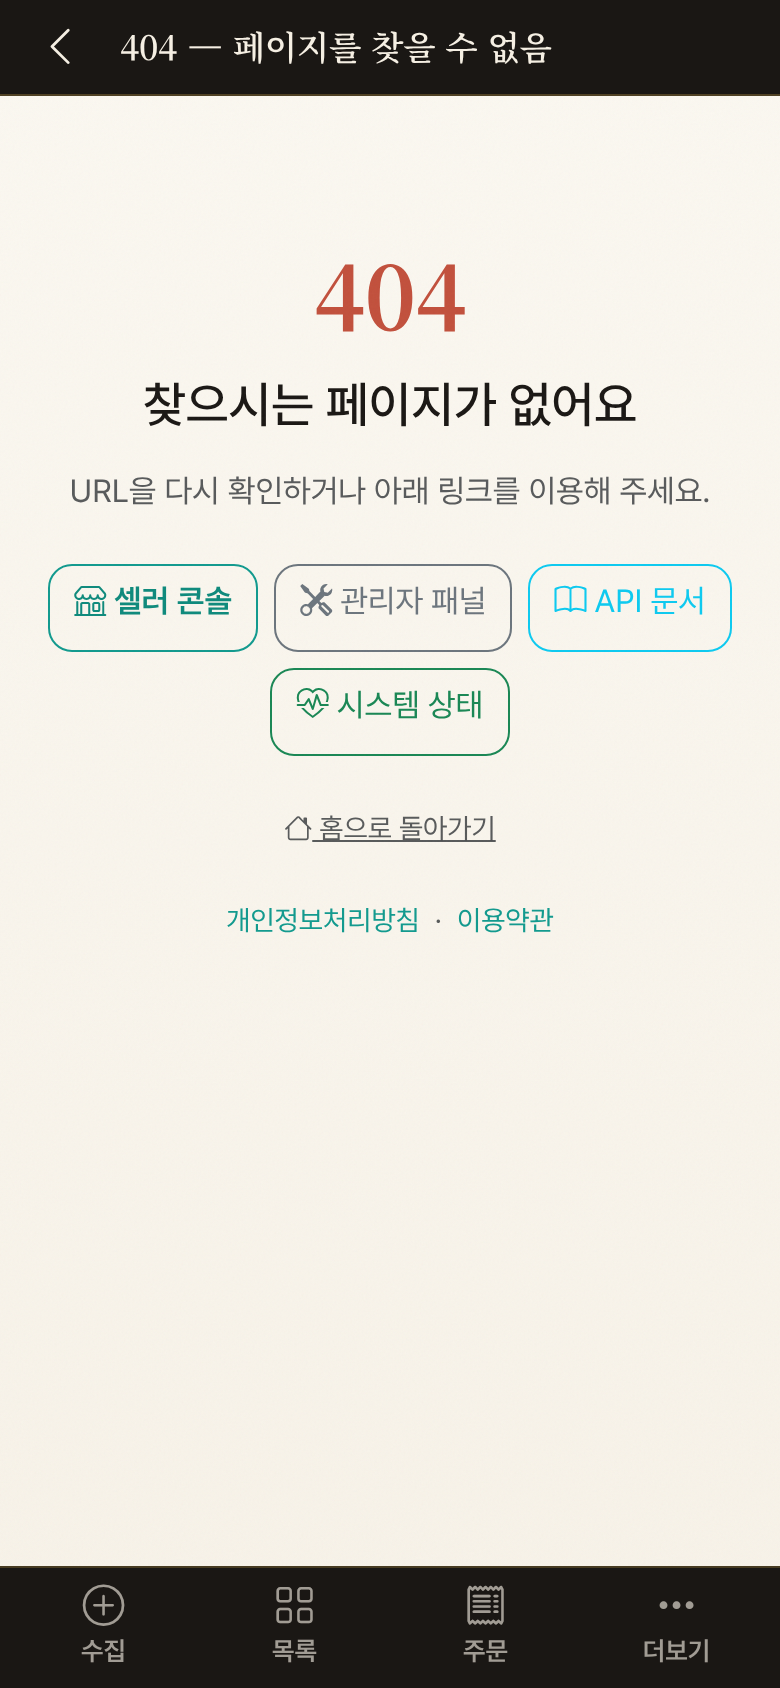 404 — 페이지를 찾을 수 없음
404
찾으시는 페이지가 없어요
URL을 다시 확인하거나 아래 링크를 이용해 주세요.
셀러 콘솔 관리자 패널 API 문서
시스템 상태
홈으로 돌아가기
개인정보처리방침 · 이용약관
수집 목록 주문 더보기